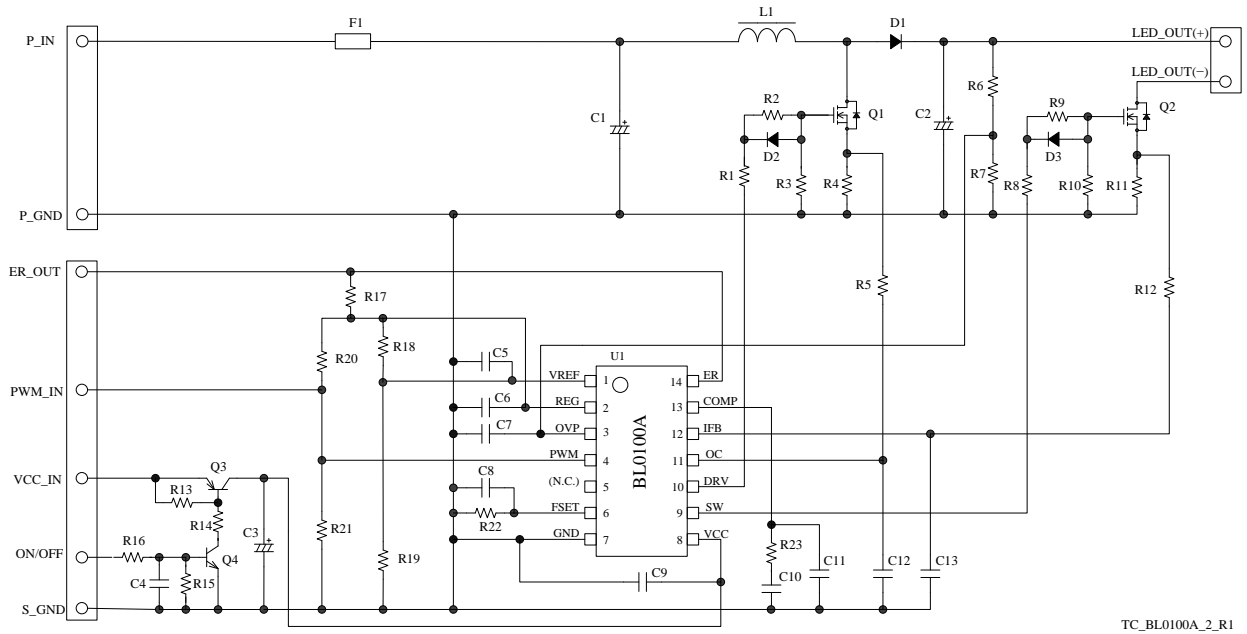 P_IN
F1
L1
D1
LED_OUT(+)
LED_OUT(−)
C1
R2
Q1
C2
R6
R9
Q2
D2
D3
R1
R3
R4
R7
R8
R10
R11
P_GND
ER_OUT
R17
R5
R12
R20
R18
C5
U1
VREF
1
14
ER
PWM_IN
C6
REG
2
13
COMP
C7
OVP
3
12
IFB
BL0100A
PWM
4
11
OC
VCC_IN
Q3
C8
(N.C.)
5
10
DRV
R13
R14
R22
FSET
6
9
SW
R16
C3
R21
GND
7
8
VCC
ON/OFF
Q4
R19
R23
C11
C12
C13
C4
R15
C9
C10
S_GND
TC_BL0100A_2_R1